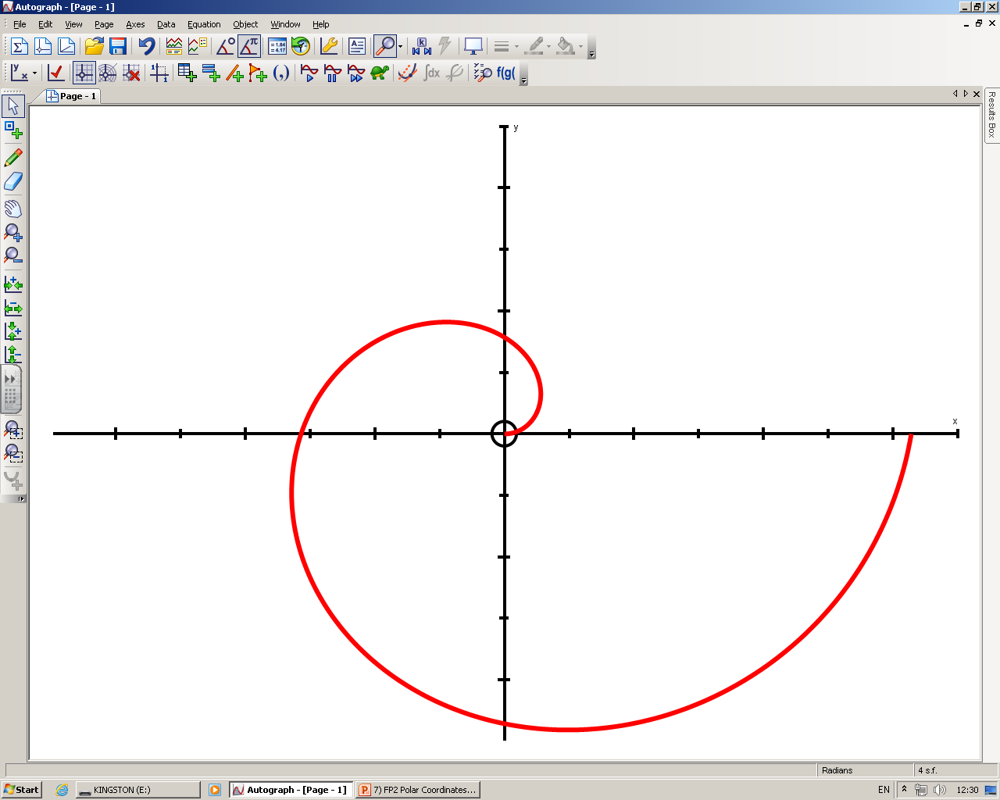 Autograph - [Page - 1]
File Edit View Page Axes Data Equation Object Window Help
Page - 1
Results Box
y
x
Radians 4 s.f.
Start KINGSTON (E:) Autograph - [Page - 1] 7) FP2 Polar Coordinates... EN 12:30